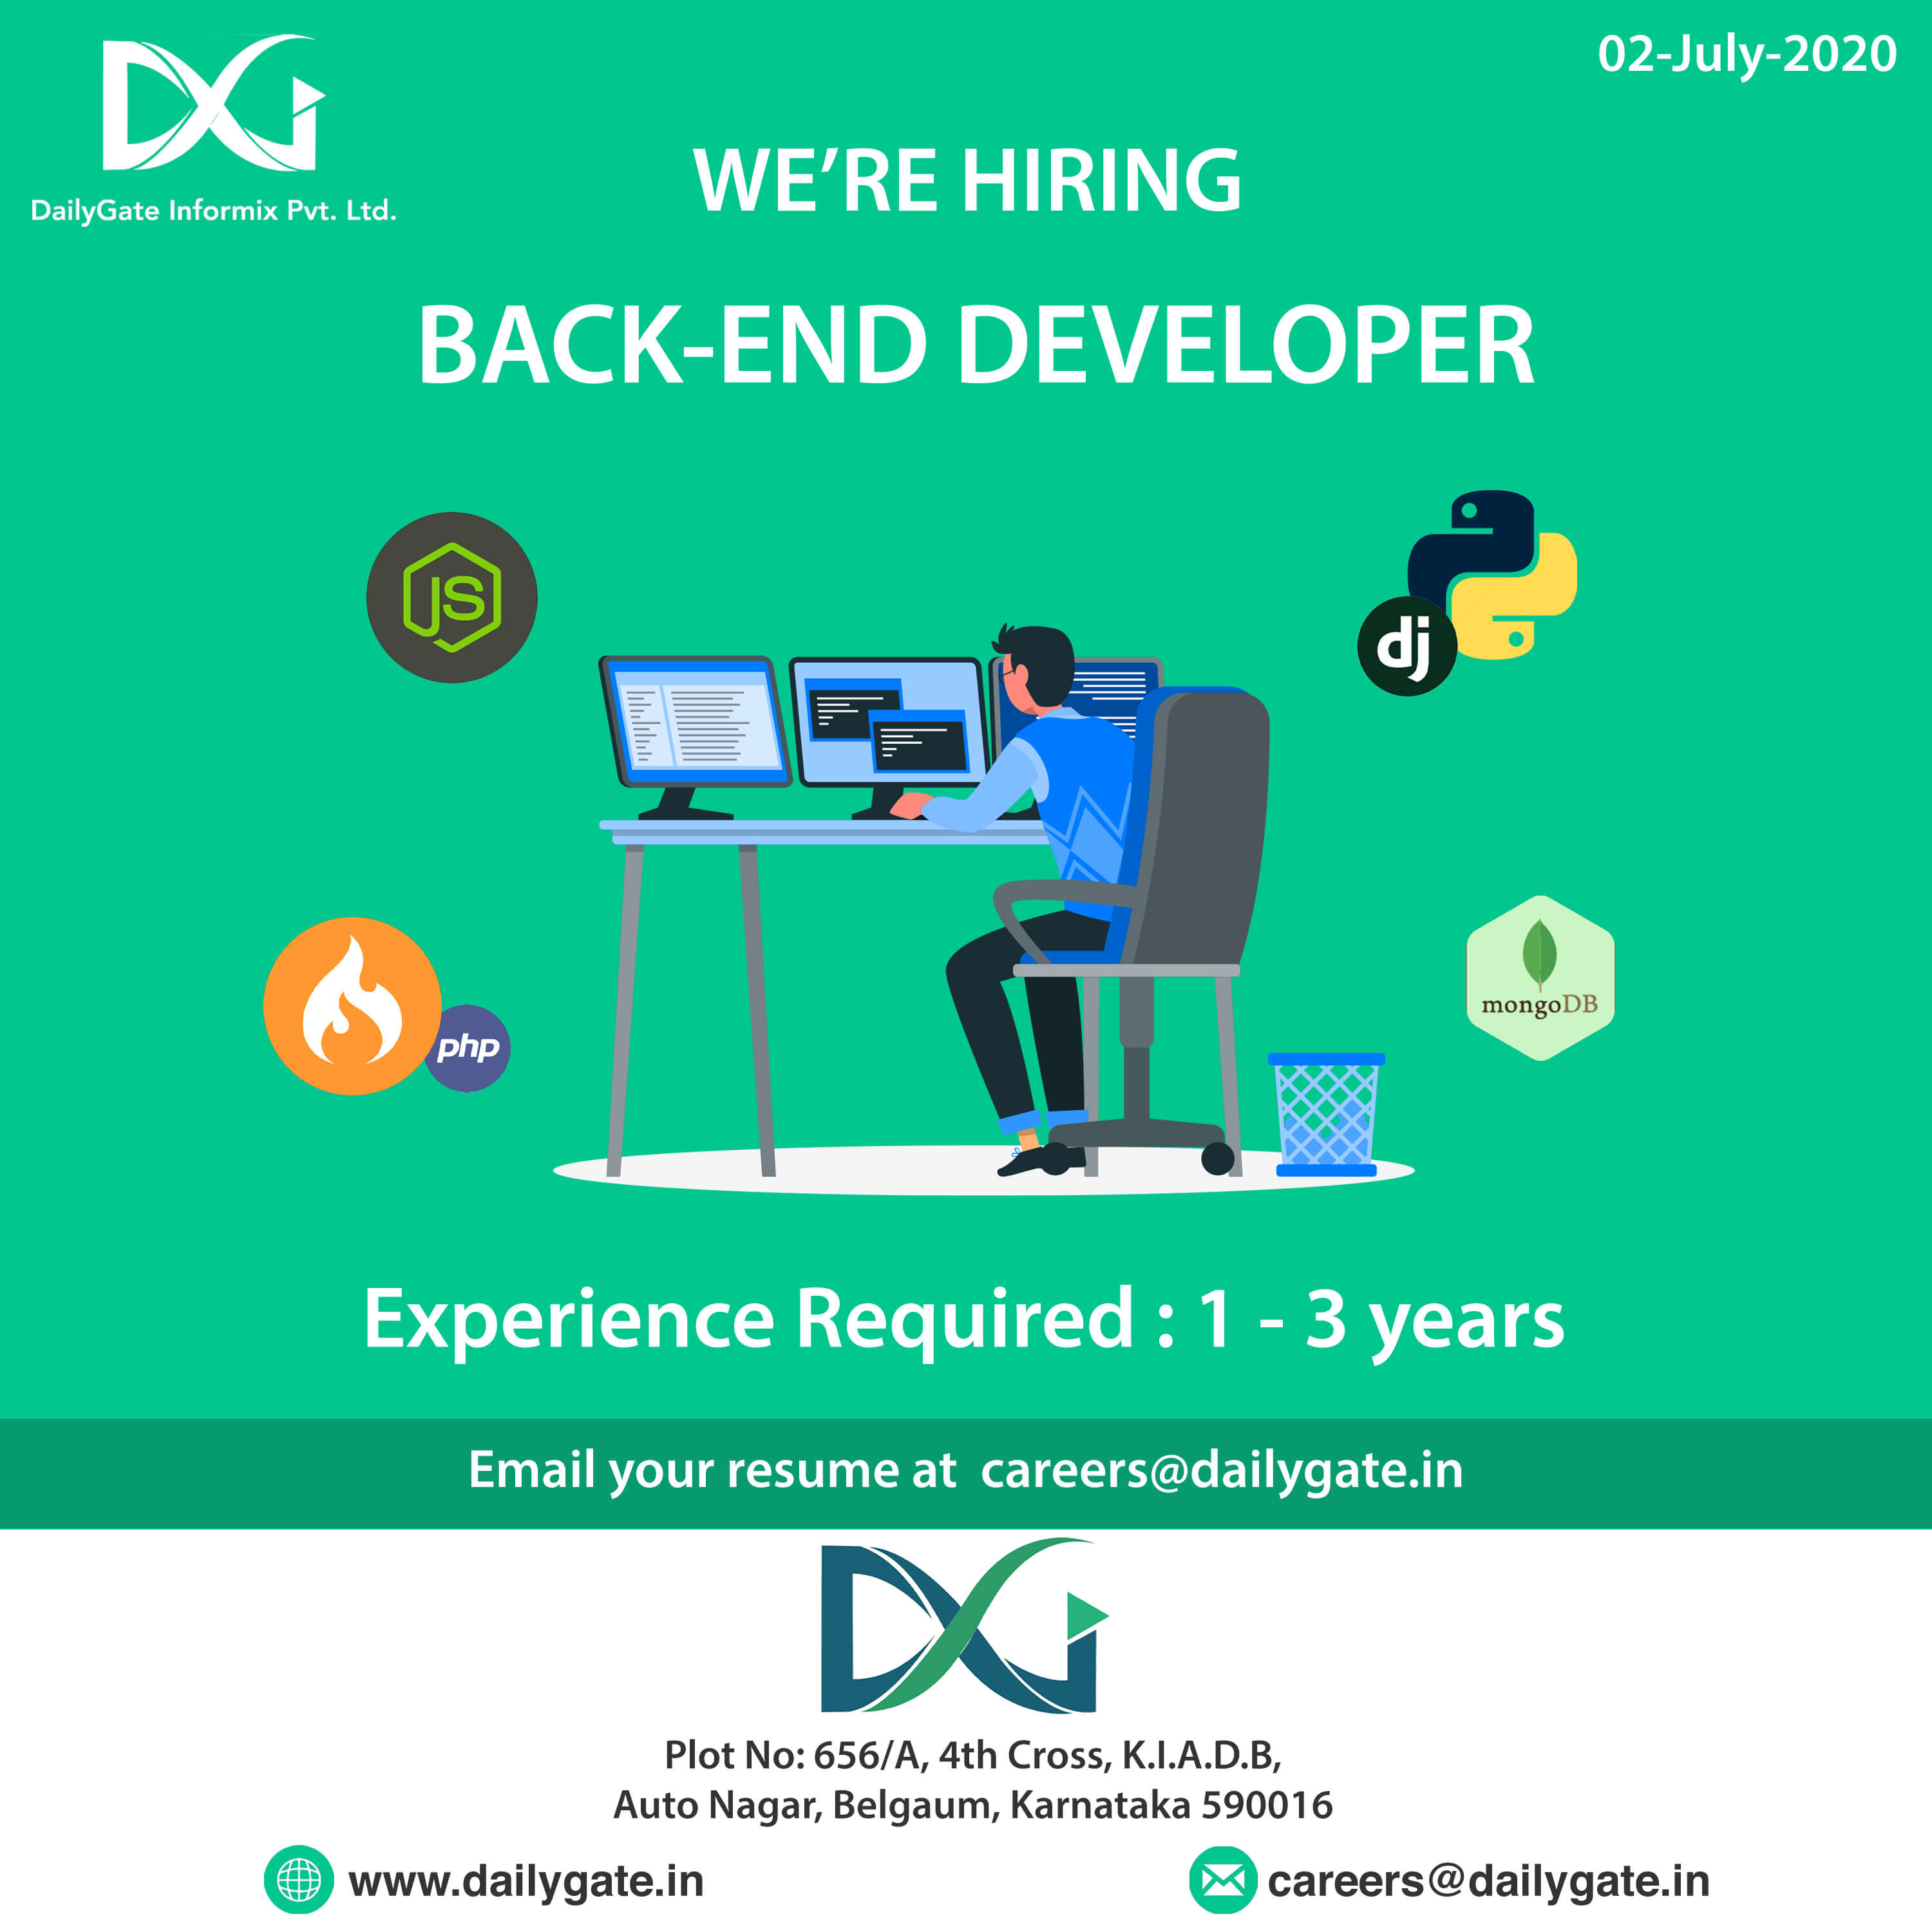 02-July-2020
DailyGate Informix Pvt. Ltd.
WE'RE HIRING
BACK-END DEVELOPER
JS
dj
php
mongoDB
Experience Required : 1 - 3 years
Email your resume at careers@dailygate.in
Plot No: 656/A, 4th Cross, K.I.A.D.B,
Auto Nagar, Belgaum, Karnataka 590016
www.dailygate.in
careers@dailygate.in